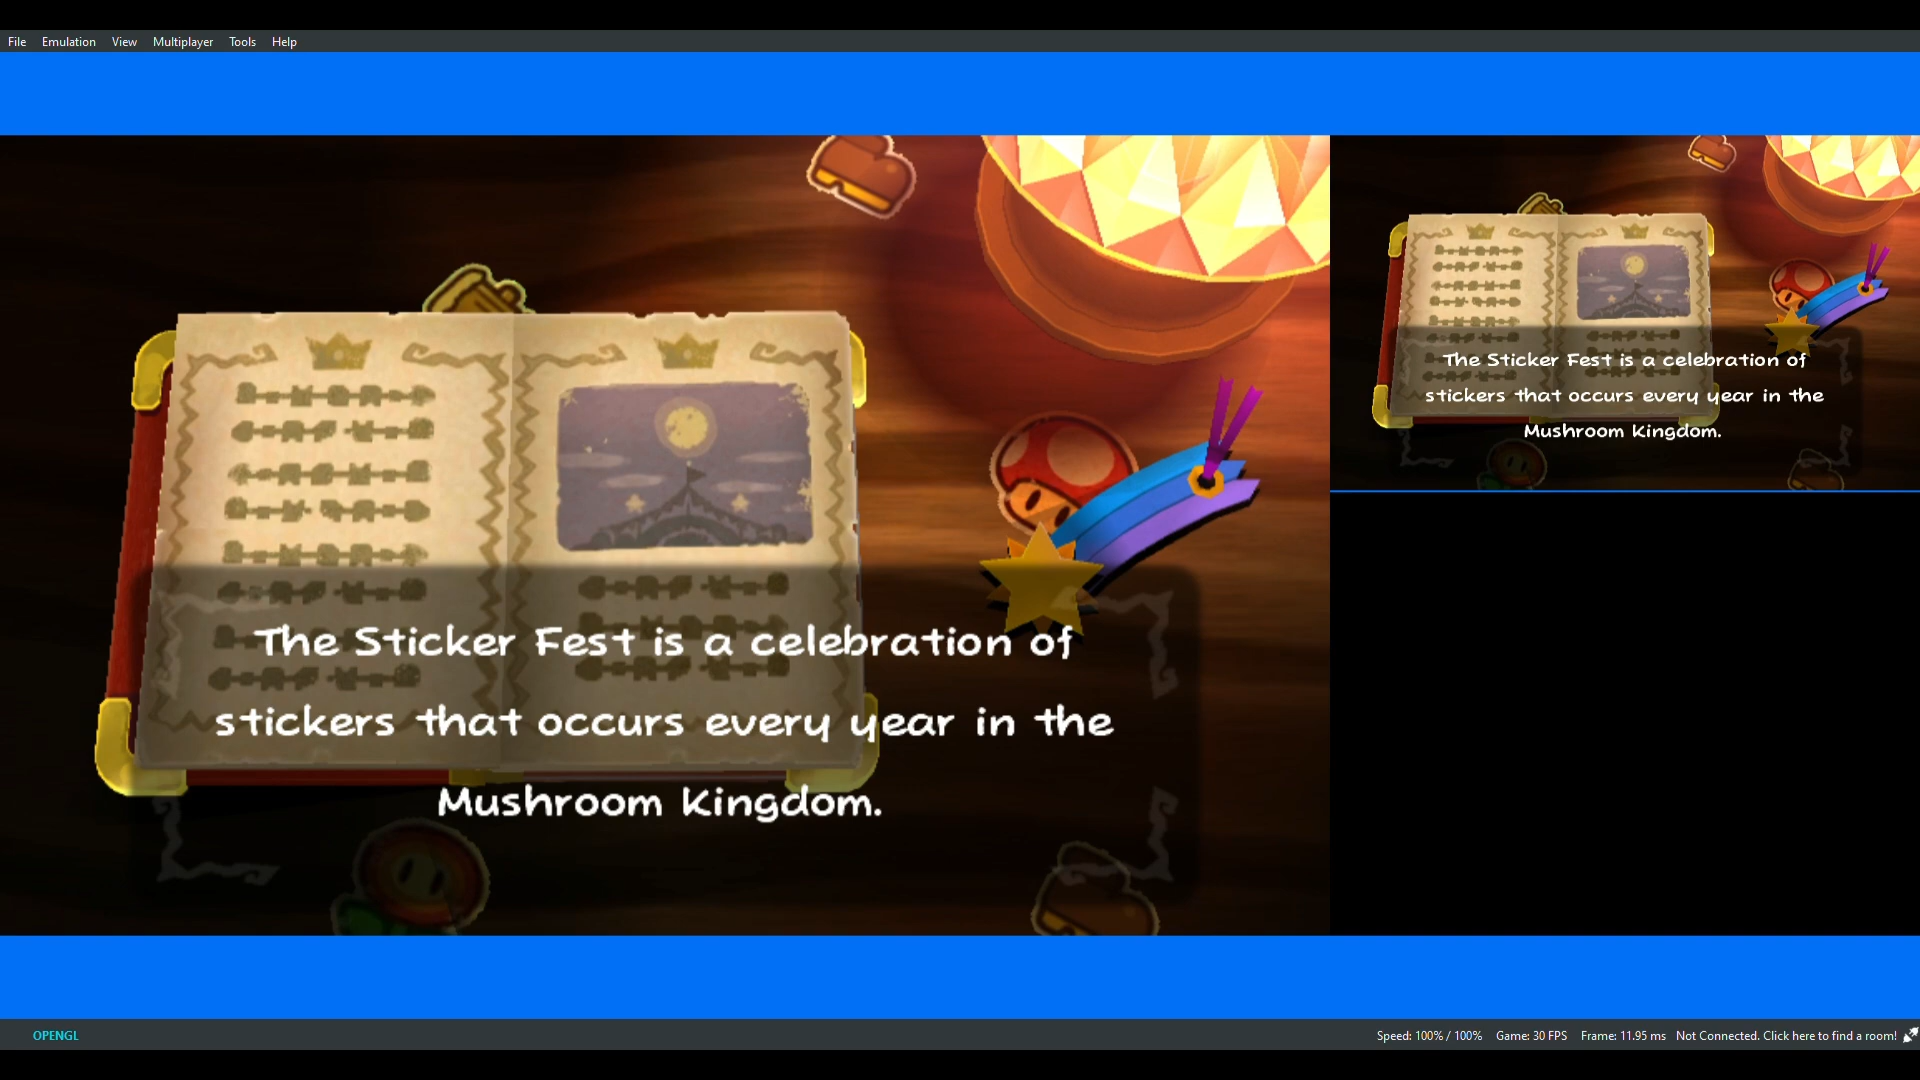 File Emulation View Multiplayer Tools Help
The Sticker Fest is a celebration of
stickers that occurs every year in the
Mushroom Kingdom.
The Sticker Fest is a celebration of
stickers that occurs every year in the
Mushroom Kingdom.
OPENGL Speed: 100% / 100% Game: 30 FPS Frame: 11.95 ms Not Connected. Click here to find a room!